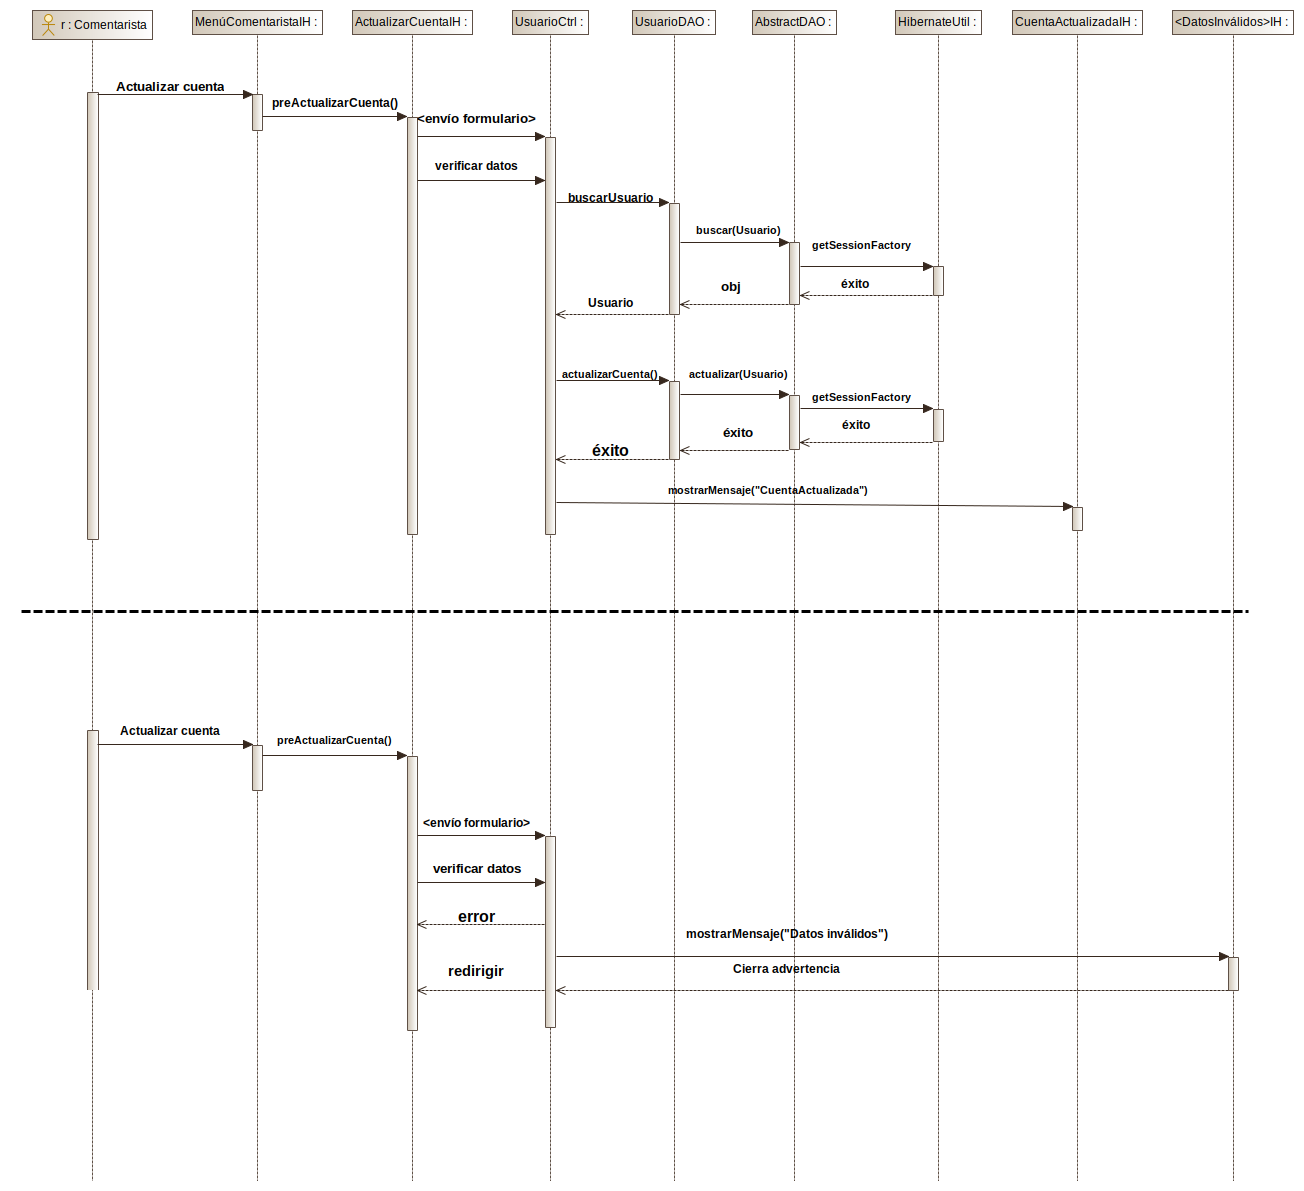 r : Comentarista
MenúComentaristaIH :
ActualizarCuentaIH :
UsuarioCtrl :
UsuarioDAO :
AbstractDAO :
HibernateUtil :
CuentaActualizadaIH :
<DatosInválidos>IH :
Actualizar cuenta
preActualizarCuenta()
<envío formulario>
verificar datos
buscarUsuario
buscar(Usuario)
getSessionFactory
éxito
obj
Usuario
actualizarCuenta()
actualizar(Usuario)
getSessionFactory
éxito
éxito
éxito
mostrarMensaje("CuentaActualizada")
Actualizar cuenta
preActualizarCuenta()
<envío formulario>
verificar datos
error
mostrarMensaje("Datos inválidos")
Cierra advertencia
redirigir